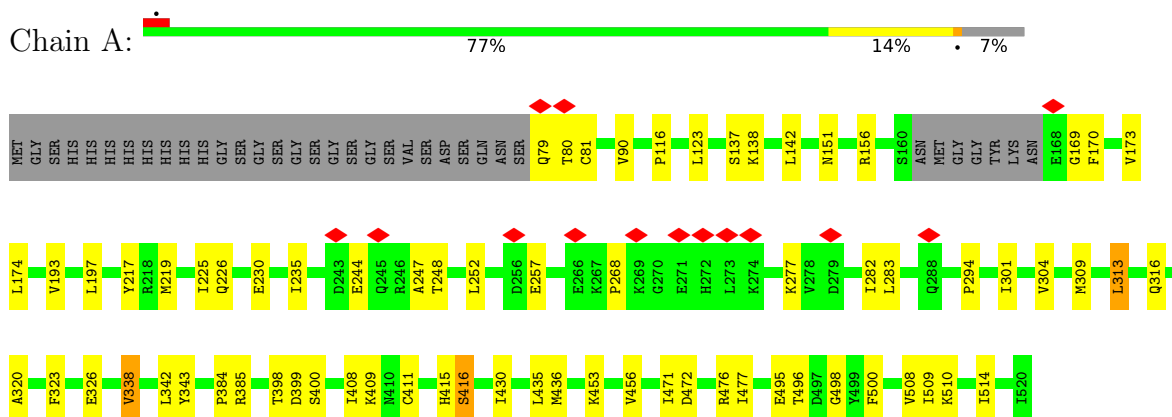 Chain A:
77%
14%
7%
MET GLY SER HIS HIS HIS HIS HIS HIS HIS HIS HIS HIS GLY SER GLY SER GLY SER GLY SER GLY SER VAL SER ASP SER GLN ASN SER Q79 T80 C81 V90 P116 L123 S137 K138 L142 N151 R156 S160 ASN MET GLY GLY TYR LYS ASN E168 G169 F170 V173
L174 V193 L197 Y217 R218 M219 I225 Q226 E230 I235 D243 E244 Q245 R246 A247 T248 L252 D256 E257 E266 K267 P268 K269 G270 E271 H272 L273 K274 K277 V278 D279 I282 L283 Q288 P294 I301 V304 M309 L313 Q316
A320 F323 E326 V338 L342 Y343 P384 R385 T398 D399 S400 I408 K409 N410 C411 H415 S416 I430 L435 M436 K453 V456 I471 D472 R476 I477 E495 T496 D497 G498 Y499 F500 V508 I509 K510 I514 I520